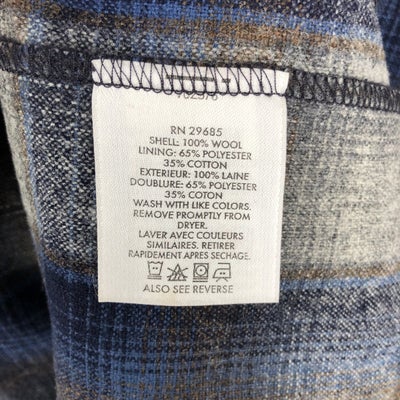 RN 29685
SHELL: 100% WOOL
LINING: 65% POLYESTER
35% COTTON
EXTERIEUR: 100% LAINE
DOUBLURE: 65% POLYESTER
35% COTON
WASH WITH LIKE COLORS.
REMOVE PROMPTLY FROM
DRYER.
LAVER AVEC COULEURS
SIMILAIRES. RETIRER
RAPIDEMENT APRES SECHAGE.
ALSO SEE REVERSE